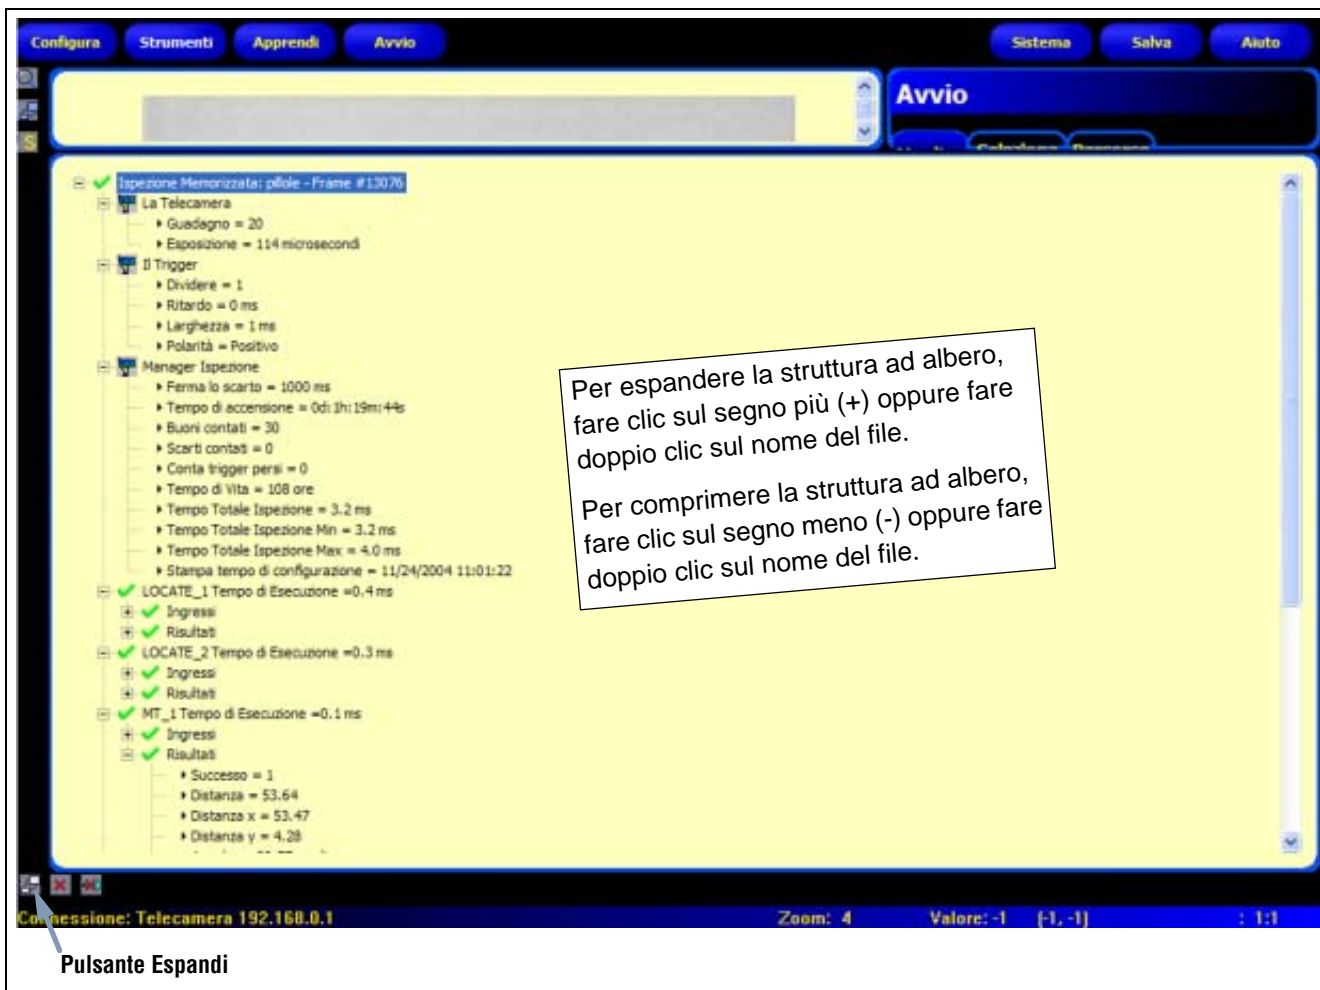 Configura Strumenti Apprendi Avvio Sistema Salva Aiuto
Avvio
S
Ispezione Memorizzata: pillole - Frame #13076
La Telecamera
Guadagno = 20
Esposizione = 114 microsecondi
Il Trigger
Dividere = 1
Ritardo = 0 ms
Larghezza = 1 ms
Polarità = Positivo
Manager Ispezione
Ferma lo scarto = 1000 ms
Tempo di accensione = 0d:1h:19m:44s
Buoni contati = 30
Scarti contati = 0
Conta trigger persi = 0
Tempo di Vita = 108 ore
Tempo Totale Ispezione = 3.2 ms
Tempo Totale Ispezione Min = 3.2 ms
Tempo Totale Ispezione Max = 4.0 ms
Stampa tempo di configurazione = 11/24/2004 11:01:22
LOCATE_1 Tempo di Esecuzione =0.4 ms
Ingressi
Risultati
LOCATE_2 Tempo di Esecuzione =0.3 ms
Ingressi
Risultati
MT_1 Tempo di Esecuzione =0.1 ms
Ingressi
Risultati
Successo = 1
Distanza = 53.64
Distanza x = 53.47
Distanza y = 4.28
Per espandere la struttura ad albero,
fare clic sul segno più (+) oppure fare
doppio clic sul nome del file.
Per comprimere la struttura ad albero,
fare clic sul segno meno (-) oppure fare
doppio clic sul nome del file.
Connessione: Telecamera 192.168.0.1 Zoom: 4 Valore: -1 (-1, -1) : 1:1
Pulsante Espandi